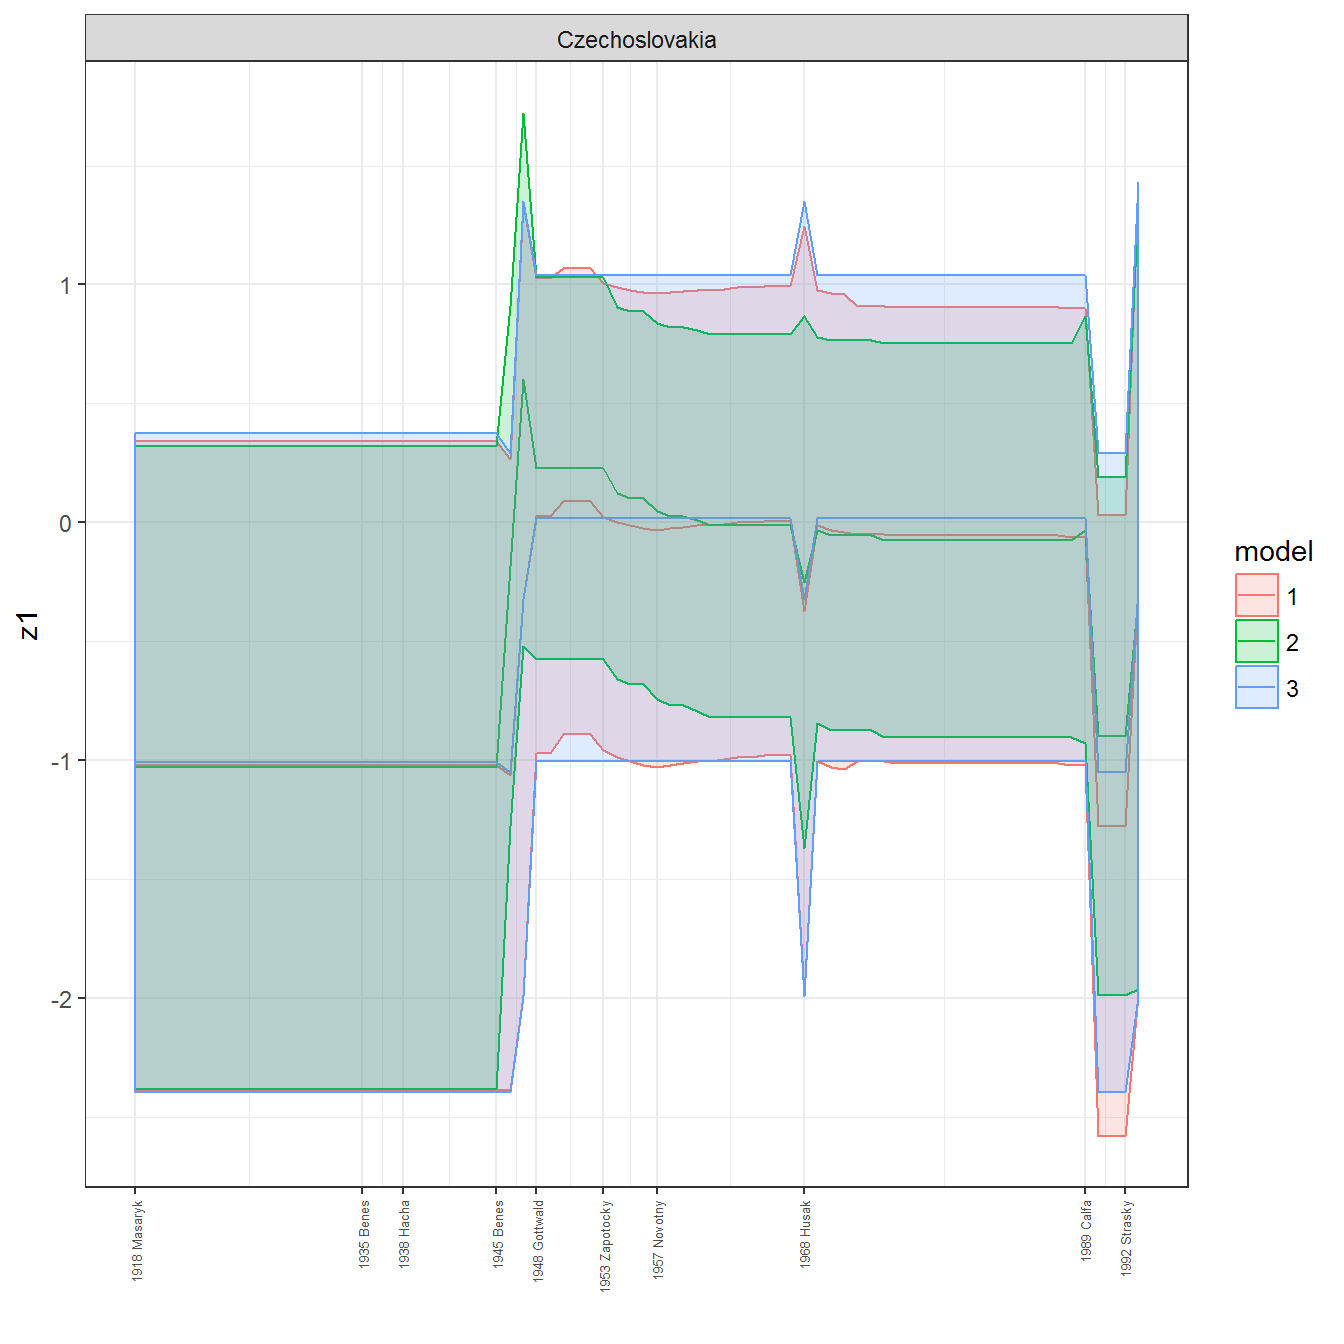 Czechoslovakia
z1
1
0
-1
-2
1918 Masaryk
1935 Benes
1938 Hacha
1945 Benes
1948 Gottwald
1953 Zapotocky
1957 Novotny
1968 Husak
1989 Calfa
1992 Strasky
model
1
2
3